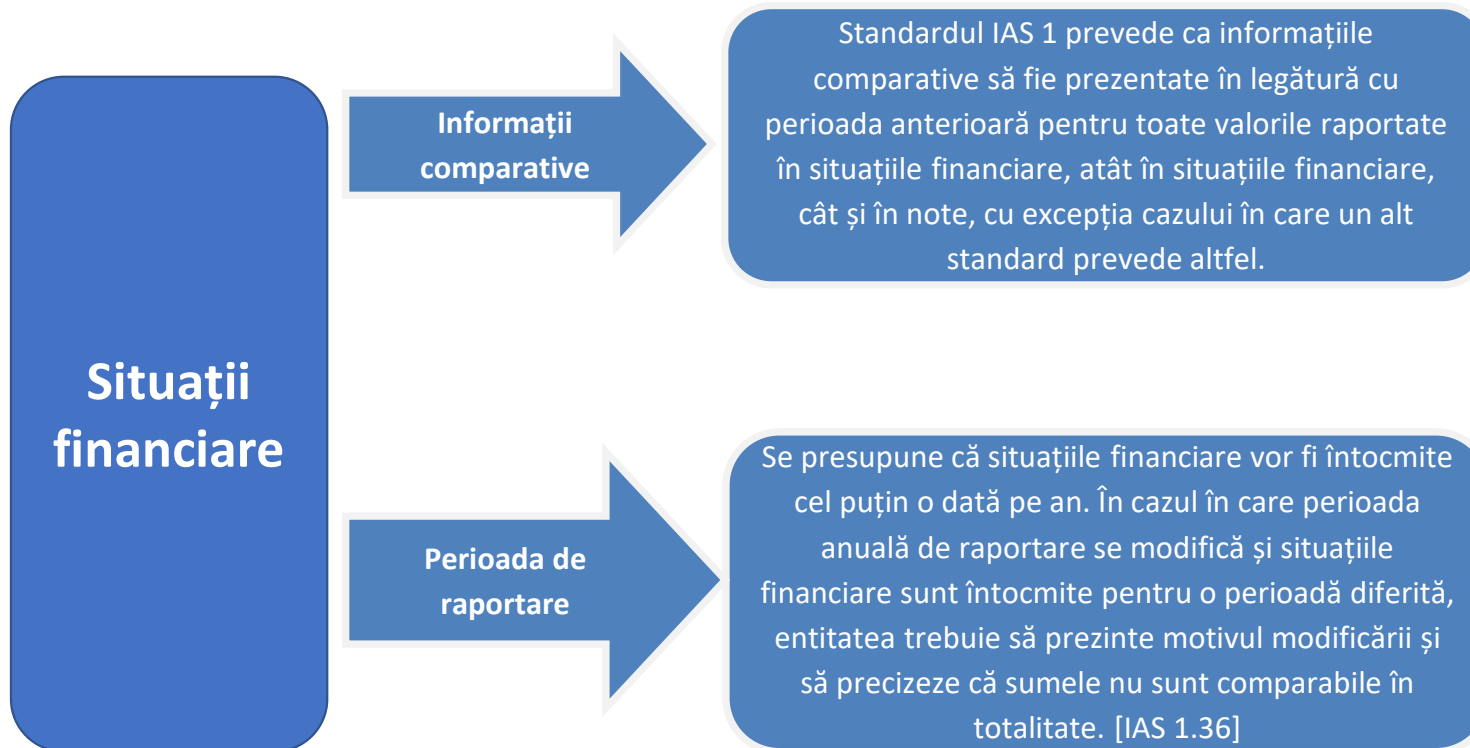 Situații
financiare
Informații
comparative
Standardul IAS 1 prevede ca informațiile
comparative să fie prezentate în legătură cu
perioada anterioară pentru toate valorile raportate
în situațiile financiare, atât în situațiile financiare,
cât și în note, cu excepția cazului în care un alt
standard prevede altfel.
Perioada de
raportare
Se presupune că situațiile financiare vor fi întocmite
cel puțin o dată pe an. În cazul în care perioada
anuală de raportare se modifică și situațiile
financiare sunt întocmite pentru o perioadă diferită,
entitatea trebuie să prezinte motivul modificării și
să precizeze că sumele nu sunt comparabile în
totalitate. [IAS 1.36]